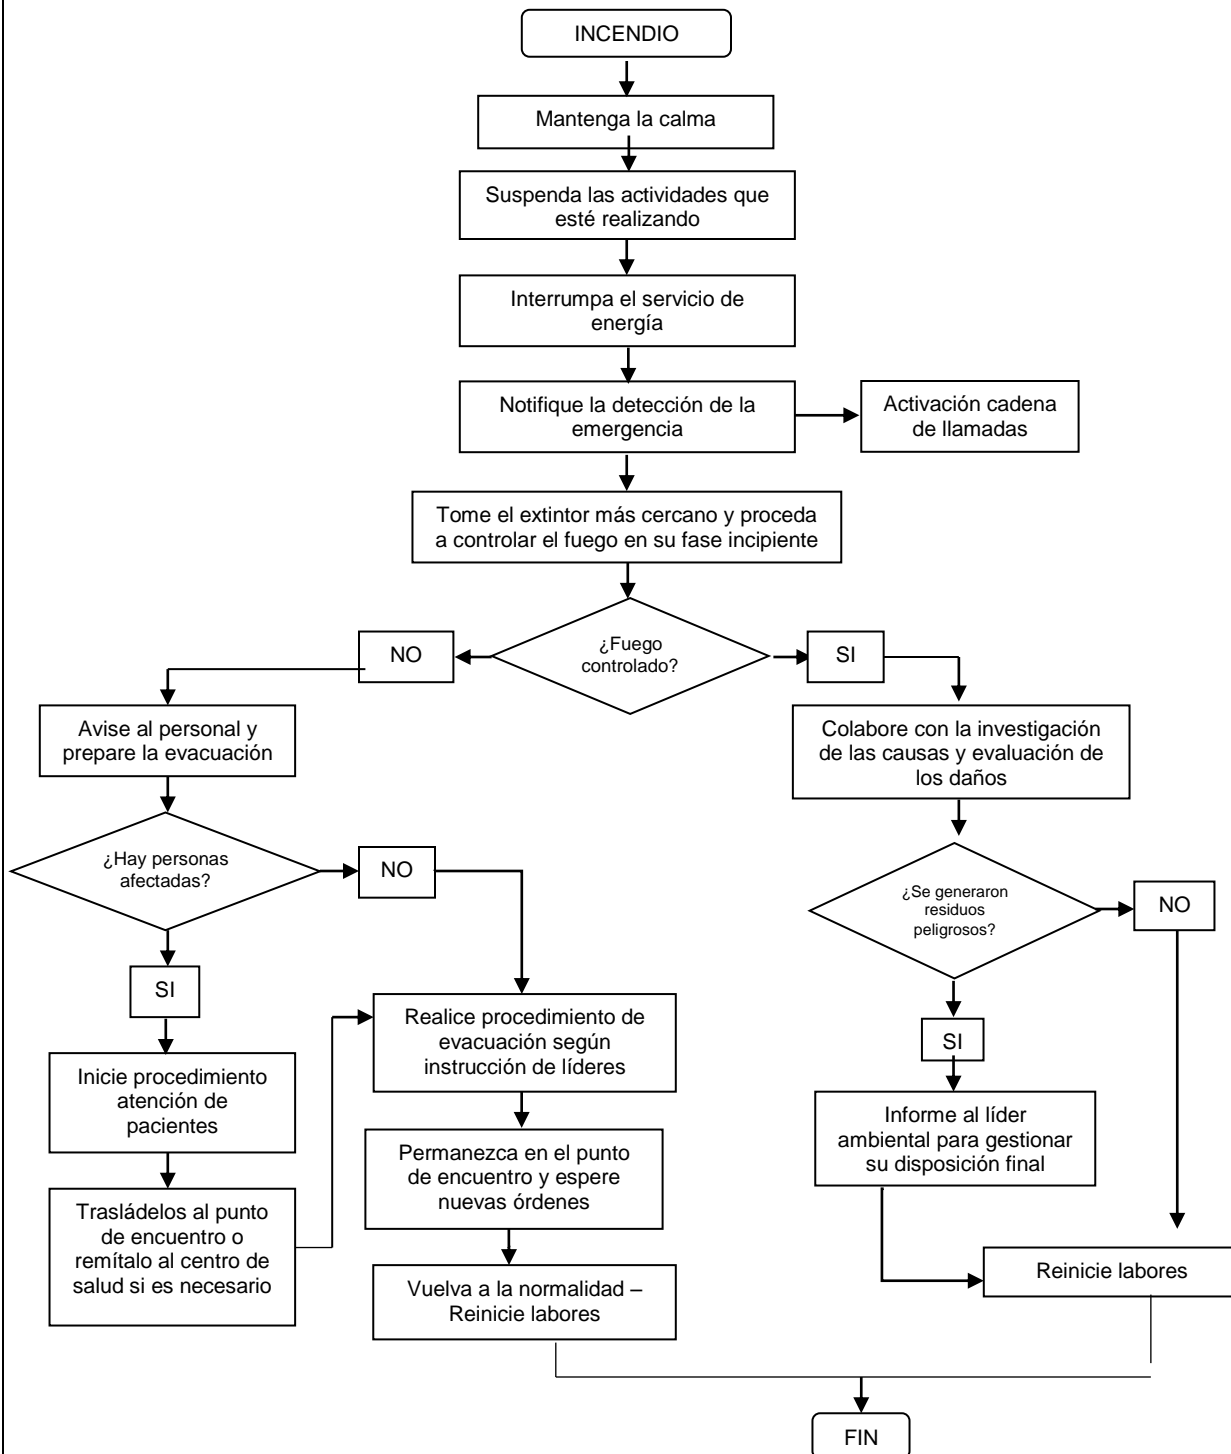 INCENDIO
Mantenga la calma
Suspenda las actividades que
esté realizando
Interrumpa el servicio de
energía
Notifique la detección de la
emergencia
Activación cadena
de llamadas
Tome el extintor más cercano y proceda
a controlar el fuego en su fase incipiente
¿Fuego
controlado?
NO
SI
Avise al personal y
prepare la evacuación
Colabore con la investigación
de las causas y evaluación de
los daños
¿Hay personas
afectadas?
NO
¿Se generaron
residuos
peligrosos?
NO
SI
Realice procedimiento de
evacuación según
instrucción de líderes
SI
Inicie procedimiento
atención de
pacientes
Informe al líder
ambiental para gestionar
su disposición final
Permanezca en el punto
de encuentro y espere
nuevas órdenes
Trasládelos al punto
de encuentro o
remítalo al centro de
salud si es necesario
Vuelva a la normalidad –
Reinicie labores
Reinicie labores
FIN